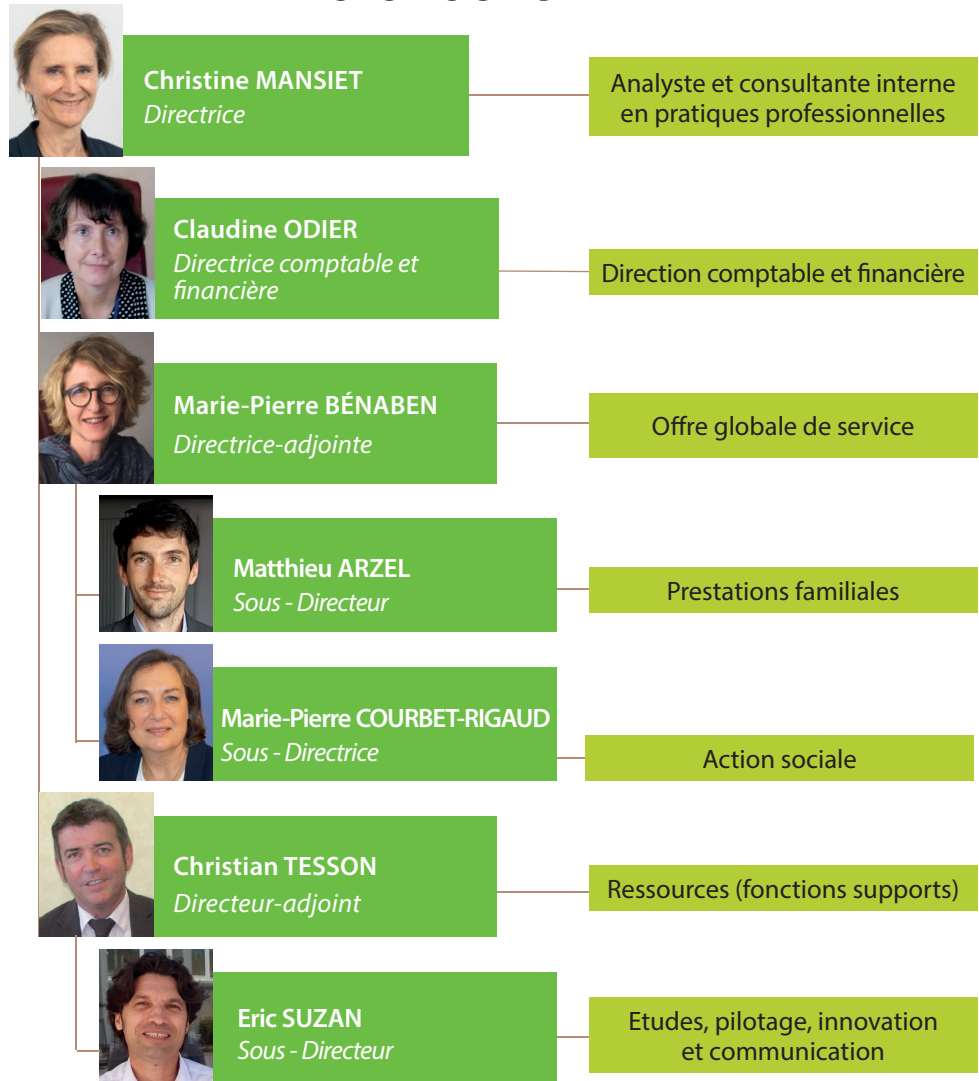 Christine MANSIET
Directrice
Analyste et consultante interne
en pratiques professionnelles
Claudine ODIER
Directrice comptable et
financière
Direction comptable et financière
Marie-Pierre BÉNABEN
Directrice-adjointe
Offre globale de service
Matthieu ARZEL
Sous - Directeur
Prestations familiales
Marie-Pierre COURBET-RIGAUD
Sous - Directrice
Action sociale
Christian TESSON
Directeur-adjoint
Ressources (fonctions supports)
Eric SUZAN
Sous - Directeur
Etudes, pilotage, innovation
et communication